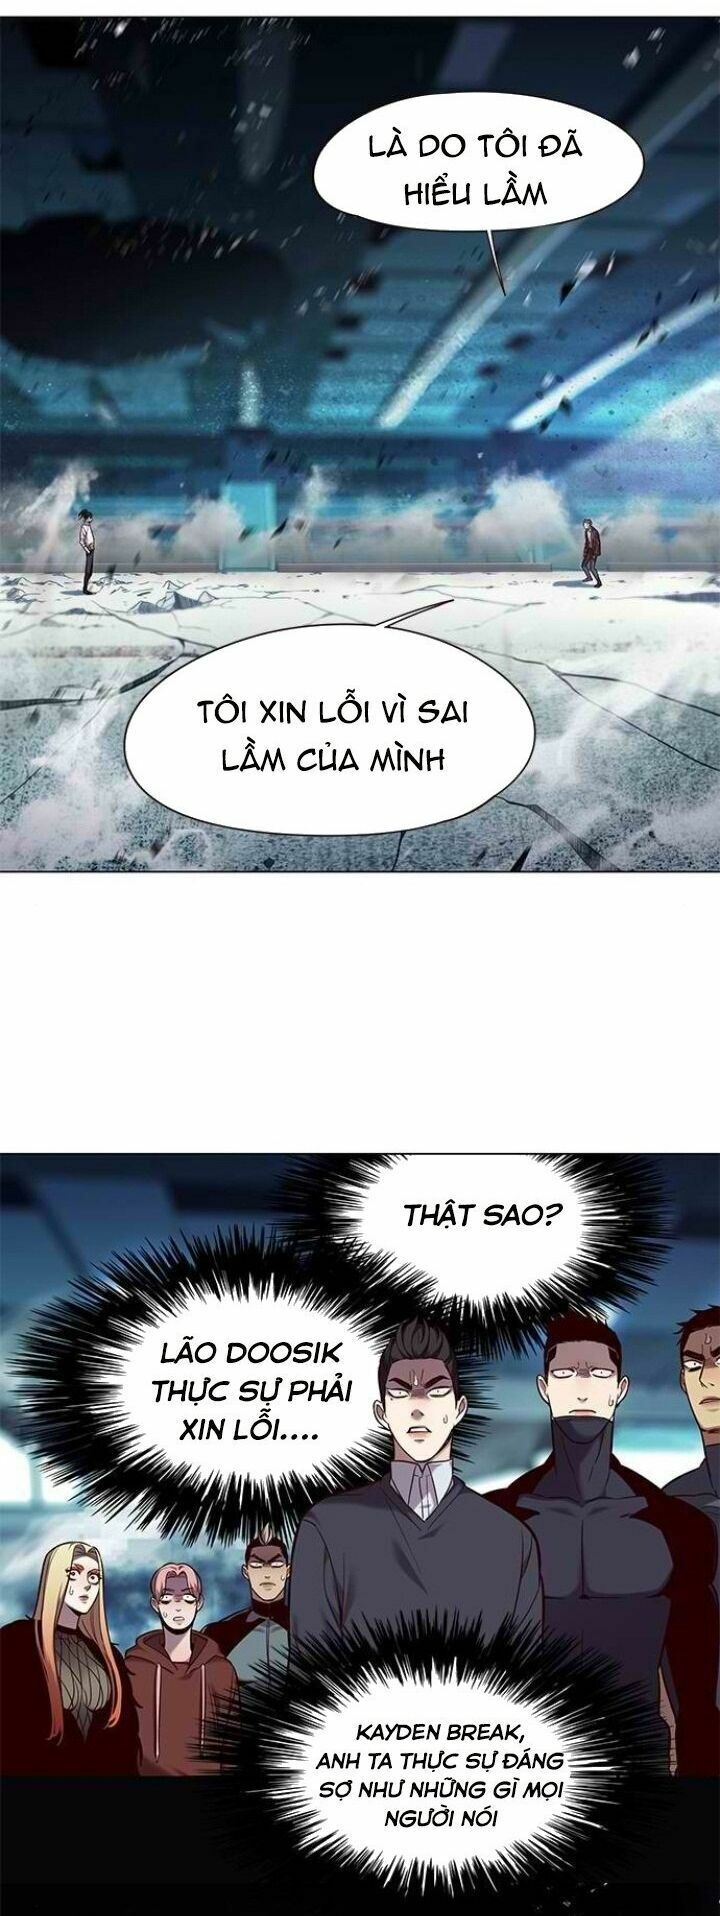 LÀ DO TÔI ĐÃ
HIỂU LẦM
TÔI XIN LỖI VÌ SAI
LẦM CỦA MÌNH
THẬT SAO?
LÃO DOOSIK
THỰC SỰ PHẢI
XIN LỖI....
KAYDEN BREAK,
ANH TA THỰC SỰ ĐÁNG
SỢ NHƯ NHỮNG GÌ MỌI
NGƯỜI NÓI